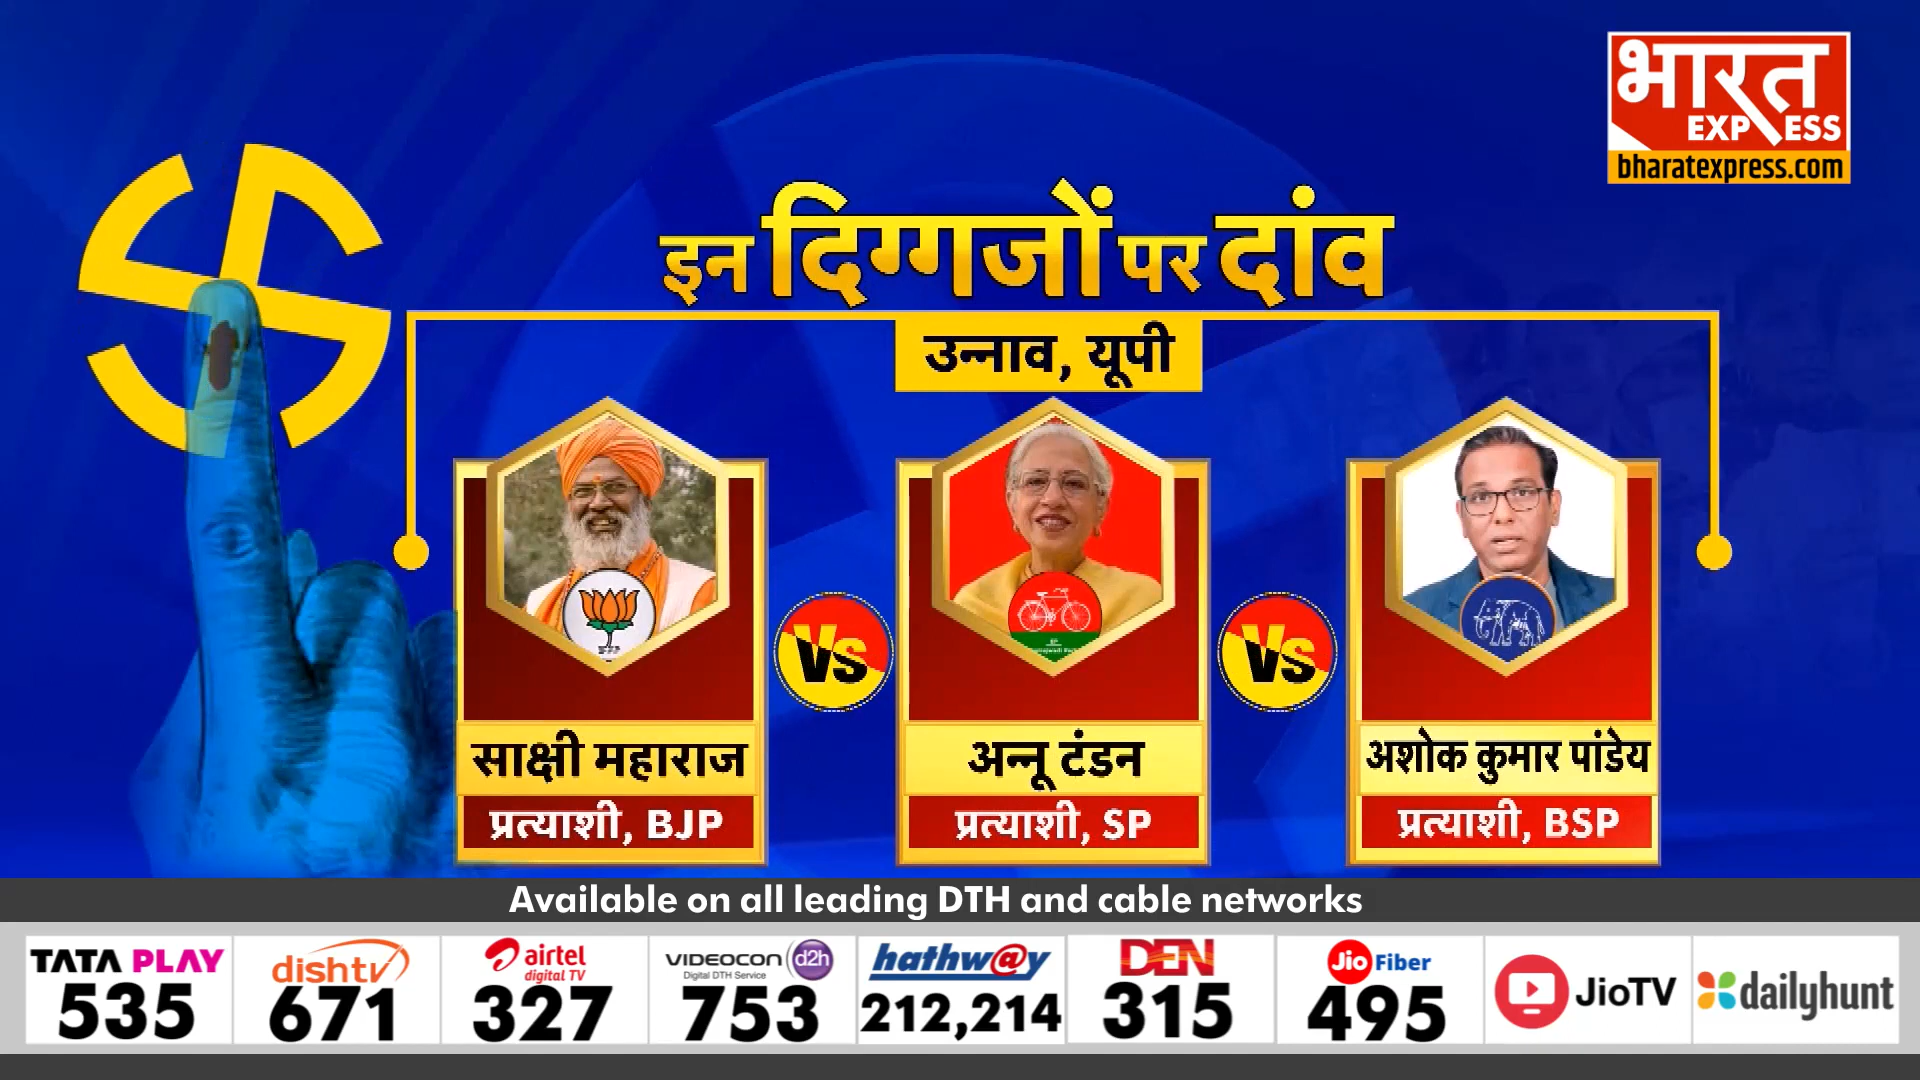 भारत
EXPRESS
bharatexpress.com
इन दिग्गजों पर दांव
उन्नाव, यूपी
साक्षी महाराज
प्रत्याशी, BJP
Vs
अन्नू टंडन
प्रत्याशी, SP
Vs
अशोक कुमार पांडेय
प्रत्याशी, BSP
Available on all leading DTH and cable networks
TATA PLAY
535
dishtv
671
airtel
digital TV
327
VIDEOCON d2h
Digital DTH Service
753
hathw@y
212,214
DEN
315
Jio Fiber
495
JioTV
dailyhunt